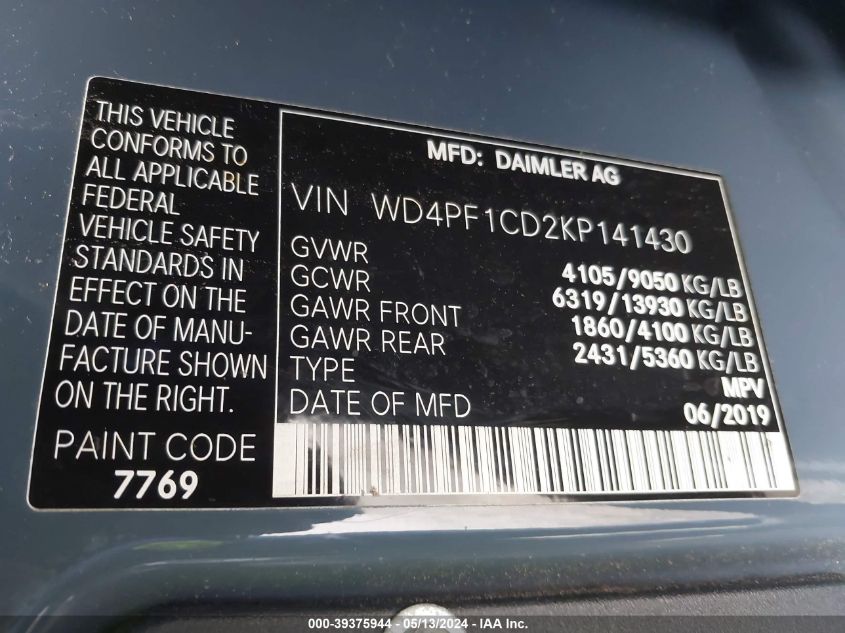 THIS VEHICLE
CONFORMS TO
ALL APPLICABLE
FEDERAL
VEHICLE SAFETY
STANDARDS IN
EFFECT ON THE
DATE OF MANU-
FACTURE SHOWN
ON THE RIGHT.
PAINT CODE
7769
MFD: DAIMLER AG
VIN WD4PF1CD2KP141430
GVWR 4105/9050 KG/LB
GCWR 6319/13930 KG/LB
GAWR FRONT 1860/4100 KG/LB
GAWR REAR 2431/5360 KG/LB
TYPE MPV
DATE OF MFD 06/2019
000-39375944 / 05/13/2024 - IAA Inc.